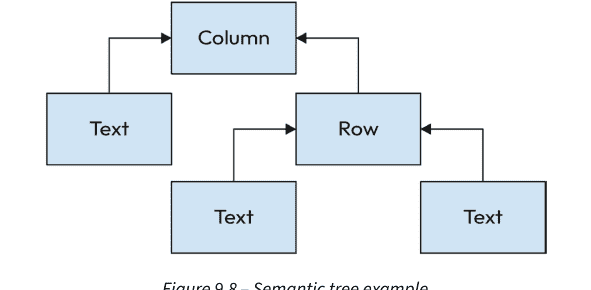 Column
Text
Row
Text
Text
Figure 9.8 – Semantic tree example